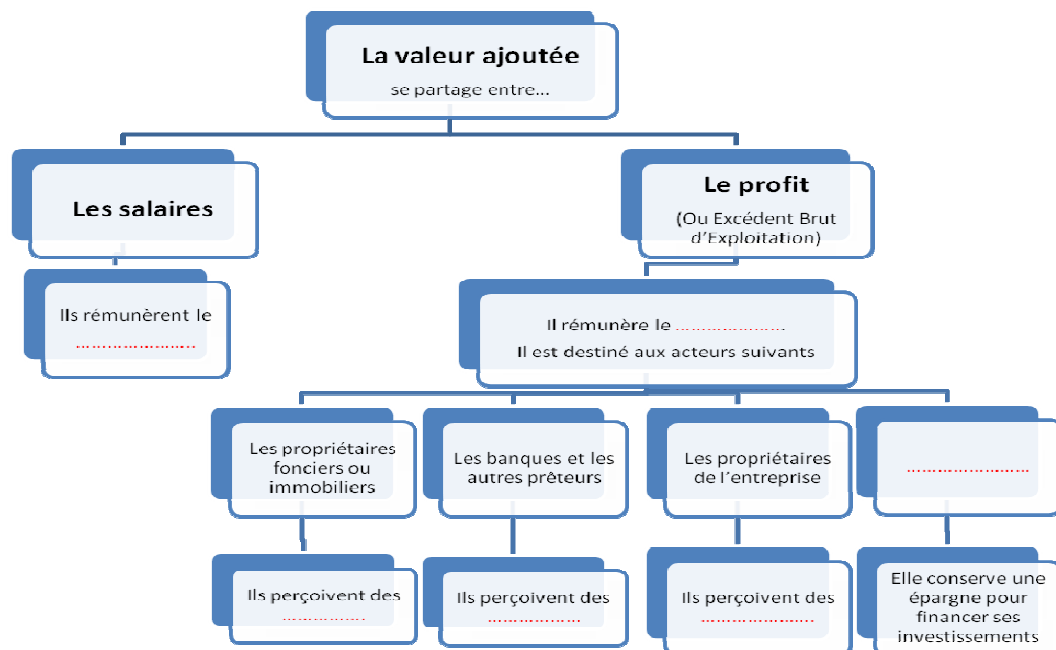 La valeur ajoutée
se partage entre...
Les salaires
Le profit
(Ou Excédent Brut
d'Exploitation)
Ils rémunèrent le
.......................
Il rémunère le .....................
Il est destiné aux acteurs suivants
Les propriétaires
fonciers ou
immobiliers
Les banques et les
autres prêteurs
Les propriétaires
de l'entreprise
.......................
Ils perçoivent des
...............
Ils perçoivent des
.................
Ils perçoivent des
....................
Elle conserve une
épargne pour
financer ses
investissements